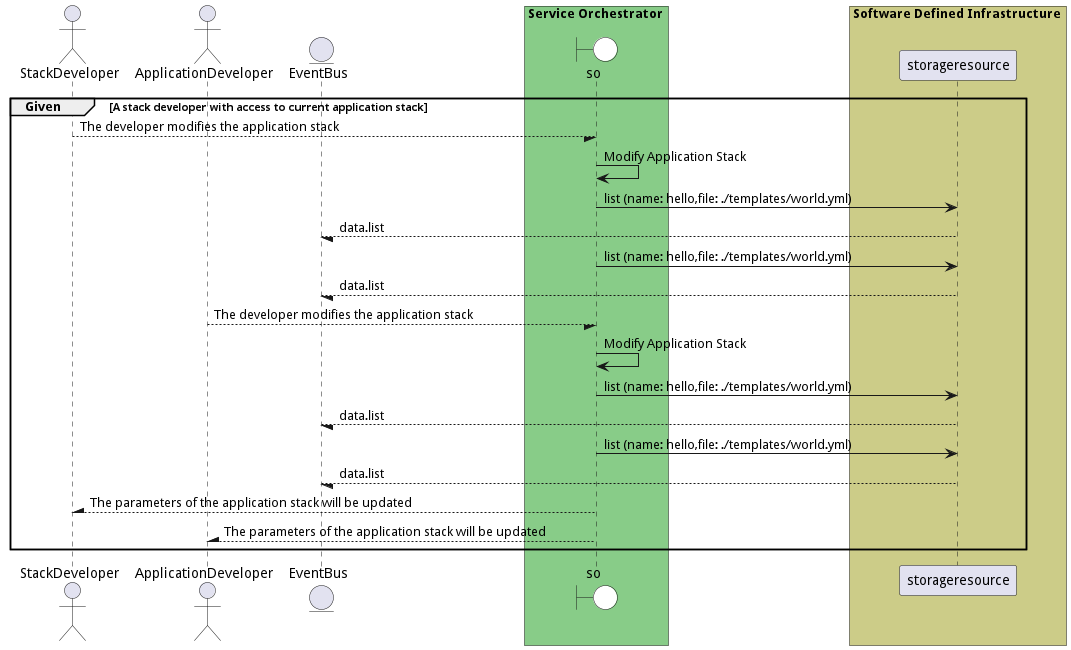 Service Orchestrator
Software Defined Infrastructure
StackDeveloper
ApplicationDeveloper
EventBus
so
storageresource
Given
[A stack developer with access to current application stack]
The developer modifies the application stack
Modify Application Stack
list (name: hello,file: ./templates/world.yml)
data.list
list (name: hello,file: ./templates/world.yml)
data.list
The developer modifies the application stack
Modify Application Stack
list (name: hello,file: ./templates/world.yml)
data.list
list (name: hello,file: ./templates/world.yml)
data.list
The parameters of the application stack will be updated
The parameters of the application stack will be updated
StackDeveloper
ApplicationDeveloper
EventBus
so
storageresource